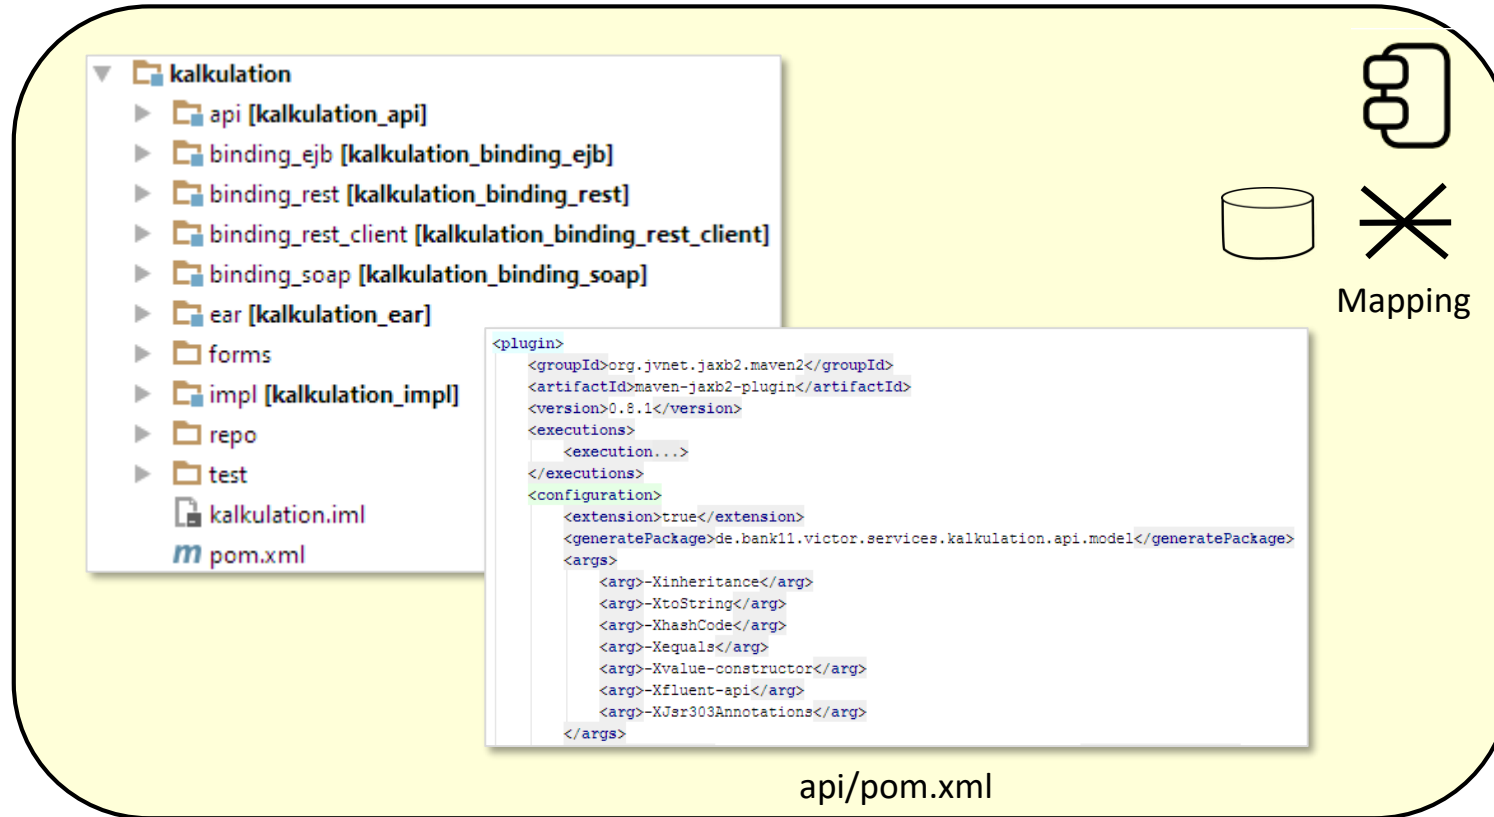 kalkulation
api [kalkulation_api]
binding_ejb [kalkulation_binding_ejb]
binding_rest [kalkulation_binding_rest]
binding_rest_client [kalkulation_binding_rest_client]
binding_soap [kalkulation_binding_soap]
ear [kalkulation_ear]
forms
impl [kalkulation_impl]
repo
test
kalkulation.iml
m pom.xml
<plugin>
<groupId>org.jvnet.jaxb2.maven2</groupId>
<artifactId>maven-jaxb2-plugin</artifactId>
<version>0.8.1</version>
<executions>
<execution...>
</executions>
<configuration>
<extension>true</extension>
<generatePackage>de.bank11.victor.services.kalkulation.api.model</generatePackage>
<args>
<arg>-Xinheritance</arg>
<arg>-XtoString</arg>
<arg>-XhashCode</arg>
<arg>-Xequals</arg>
<arg>-Xvalue-constructor</arg>
<arg>-Xfluent-api</arg>
<arg>-XJsr303Annotations</arg>
</args>
api/pom.xml
Mapping